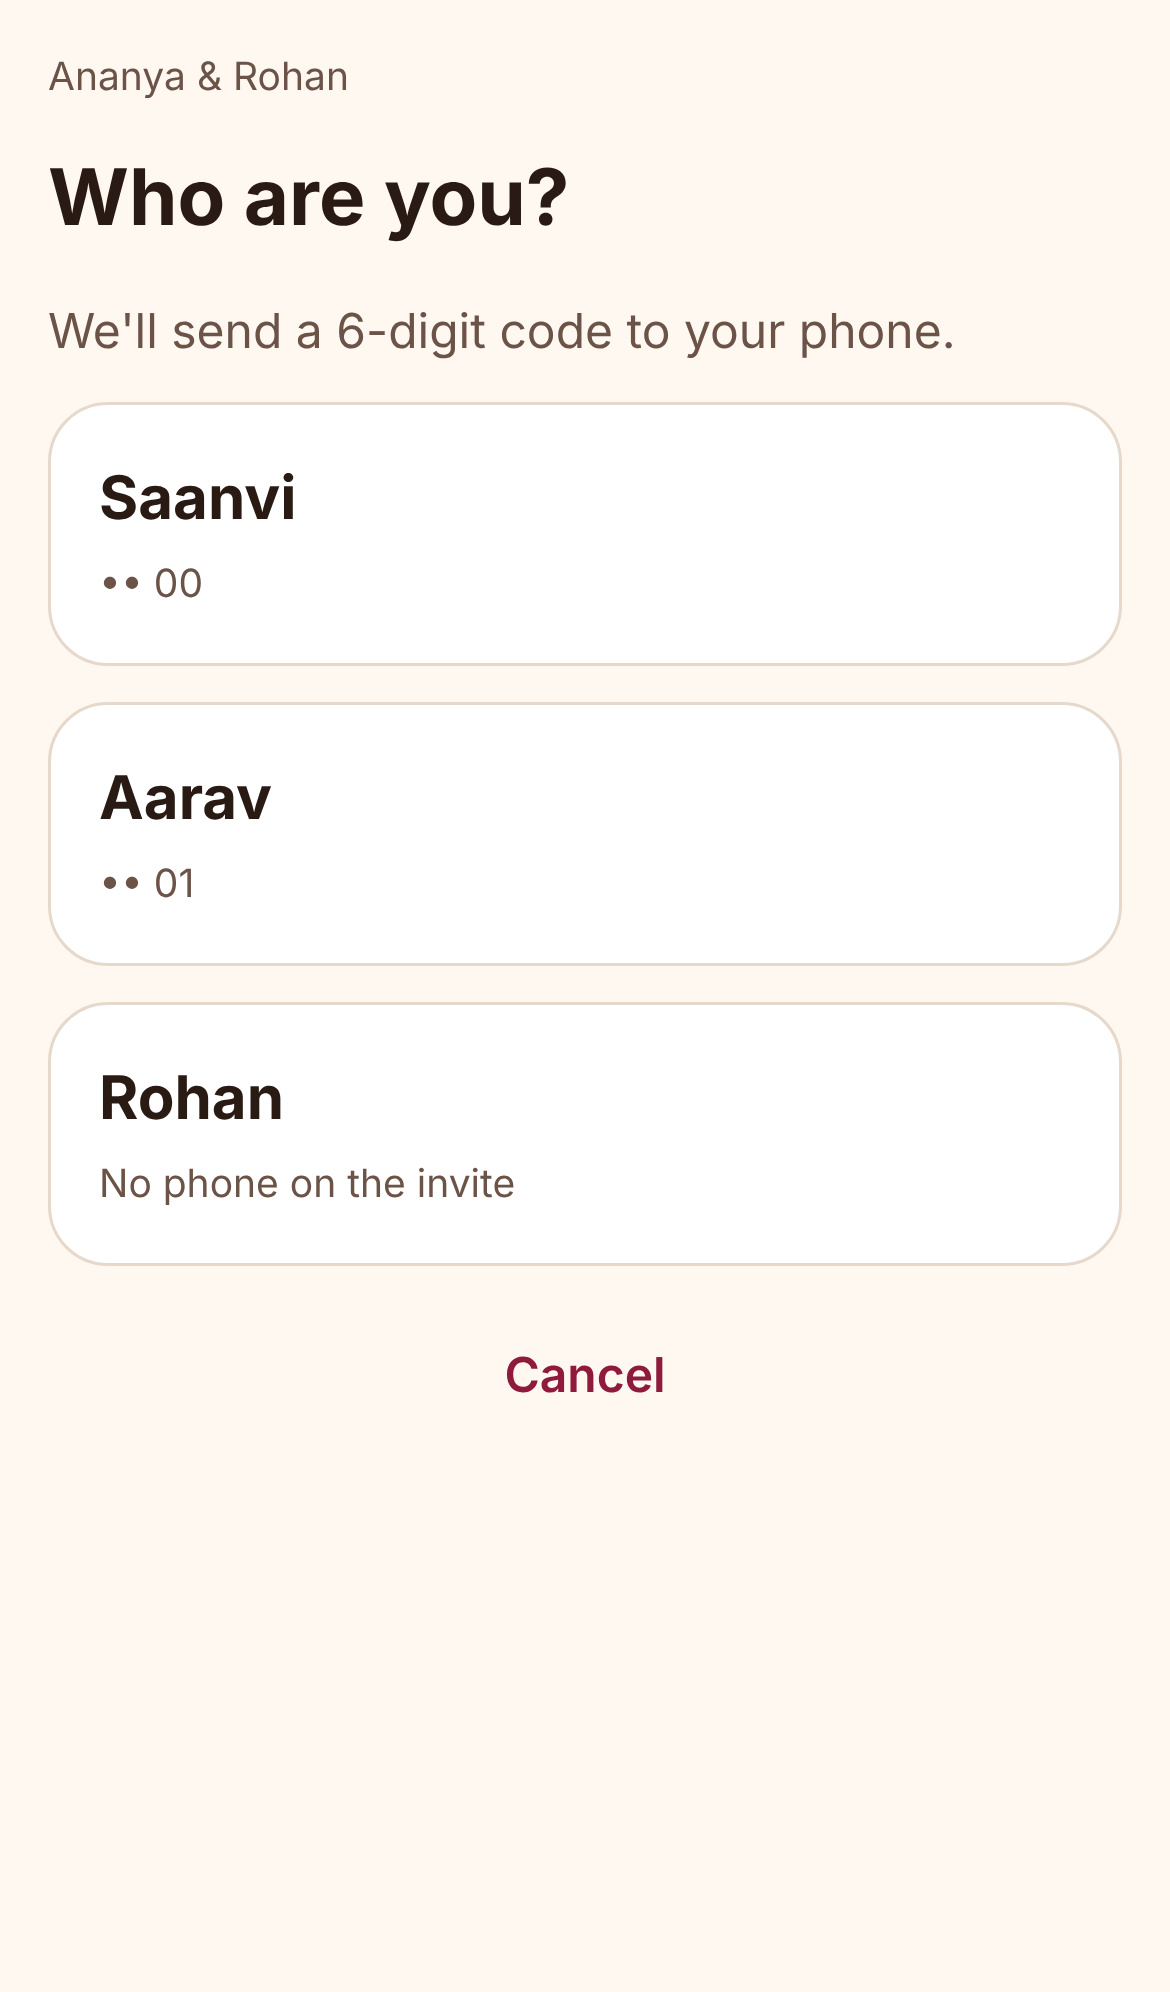 Ananya & Rohan
Who are you?
We'll send a 6-digit code to your phone.
Saanvi
•• 00
Aarav
•• 01
Rohan
No phone on the invite
Cancel